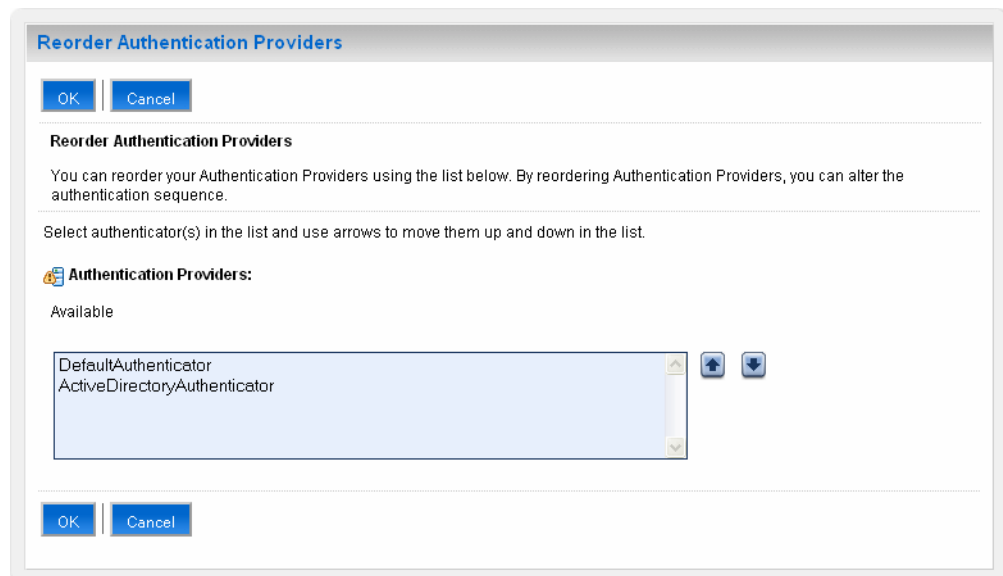 Reorder Authentication Providers
OK
Cancel
Reorder Authentication Providers
You can reorder your Authentication Providers using the list below. By reordering Authentication Providers, you can alter the
authentication sequence.
Select authenticator(s) in the list and use arrows to move them up and down in the list.
Authentication Providers:
Available
DefaultAuthenticator
ActiveDirectoryAuthenticator
OK
Cancel